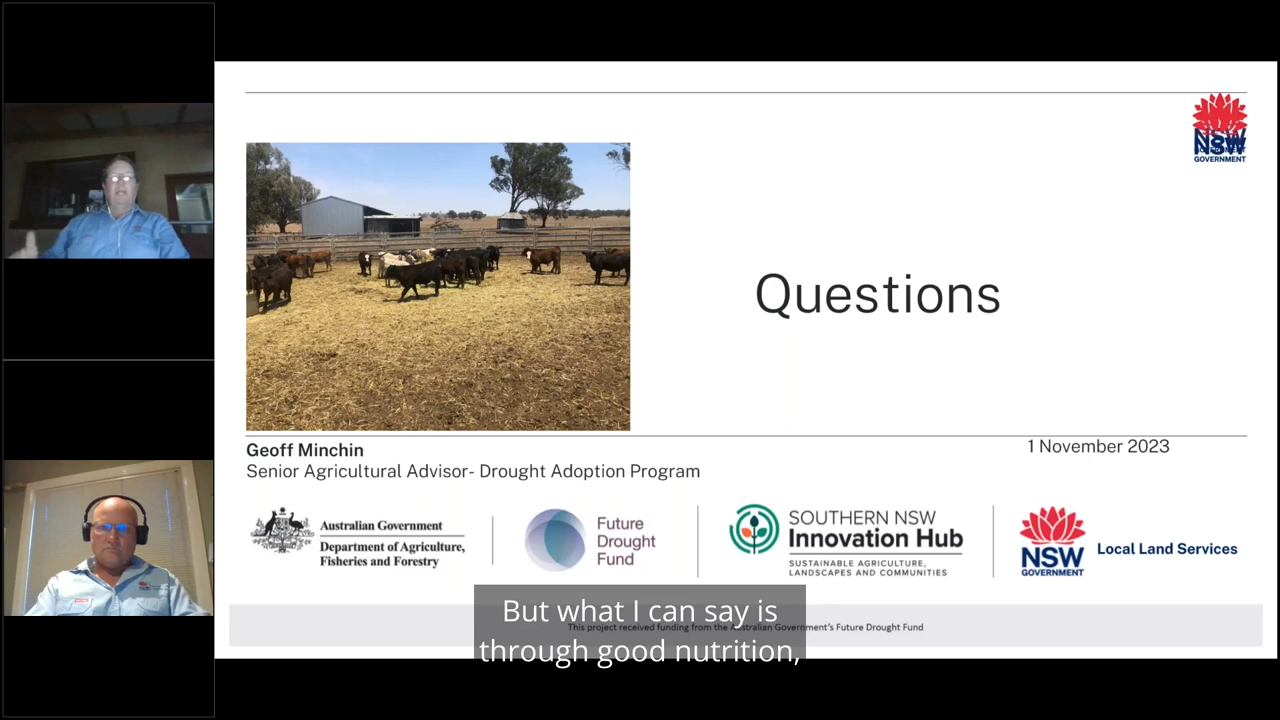 NSW
GOVERNMENT
Questions
Geoff Minchin
Senior Agricultural Advisor- Drought Adoption Program
1 November 2023
Australian Government
Department of Agriculture,
Fisheries and Forestry
Future
Drought
Fund
SOUTHERN NSW
Innovation Hub
SUSTAINABLE AGRICULTURE,
LANDSCAPES AND COMMUNITIES
NSW
GOVERNMENT
Local Land Services
This project received funding from the Australian Government's Future Drought Fund
But what I can say is
through good nutrition,